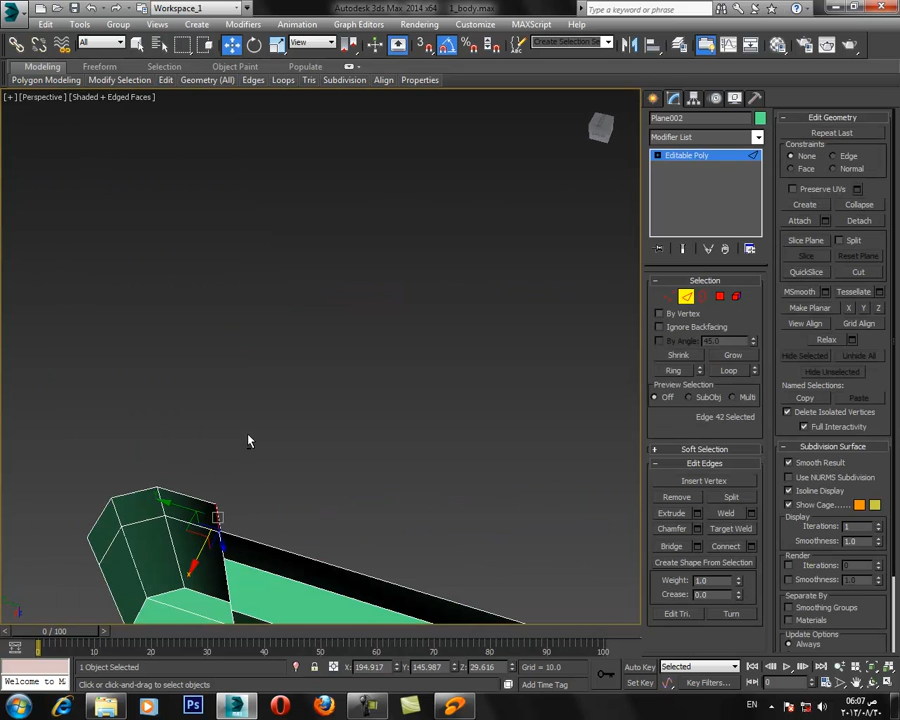 Workspace_1
Autodesk 3ds Max 2014 x64
1_body.max
Type a keyword or phrase
Edit Tools Group Views Create Modifiers Animation Graph Editors Rendering Customize MAXScript Help
All
View
Create Selection Se
Modeling Freeform Selection Object Paint Populate
Polygon Modeling Modify Selection Edit Geometry (All) Edges Loops Tris Subdivision Align Properties
[+] [Perspective] [Shaded + Edged Faces]
Plane002
Modifier List
Editable Poly
Selection
By Vertex
Ignore Backfacing
By Angle: 45.0
Shrink Grow
Ring Loop
Preview Selection
Off SubObj Multi
Edge 42 Selected
Soft Selection
Edit Edges
Insert Vertex
Remove Split
Extrude Weld
Chamfer Target Weld
Bridge Connect
Create Shape From Selection
Weight: 1.0
Crease: 0.0
Edit Tri. Turn
Edit Geometry
Repeat Last
Constraints
None Edge
Face Normal
Preserve UVs
Create Collapse
Attach Detach
Slice Plane Split
Slice Reset Plane
QuickSlice Cut
MSmooth Tessellate
Make Planar X Y Z
View Align Grid Align
Relax
Hide Selected Unhide All
Hide Unselected
Named Selections:
Copy Paste
Delete Isolated Vertices
Full Interactivity
Subdivision Surface
Smooth Result
Use NURMS Subdivision
Isoline Display
Show Cage......
Display
Iterations: 1
Smoothness: 1.0
Render
Iterations: 0
Smoothness: 1.0
Separate By
Smoothing Groups
Materials
Update Options
Always
0 / 100
0 10 20 30 40 50 60 70 80 90 100
1 Object Selected
X: 194.917 Y: 145.987 Z: 29.616 Grid = 10.0
Auto Key Selected
Welcome to M
Click or click-and-drag to select objects
Add Time Tag
Set Key Key Filters... 0
Ps
EN
06:07 ص